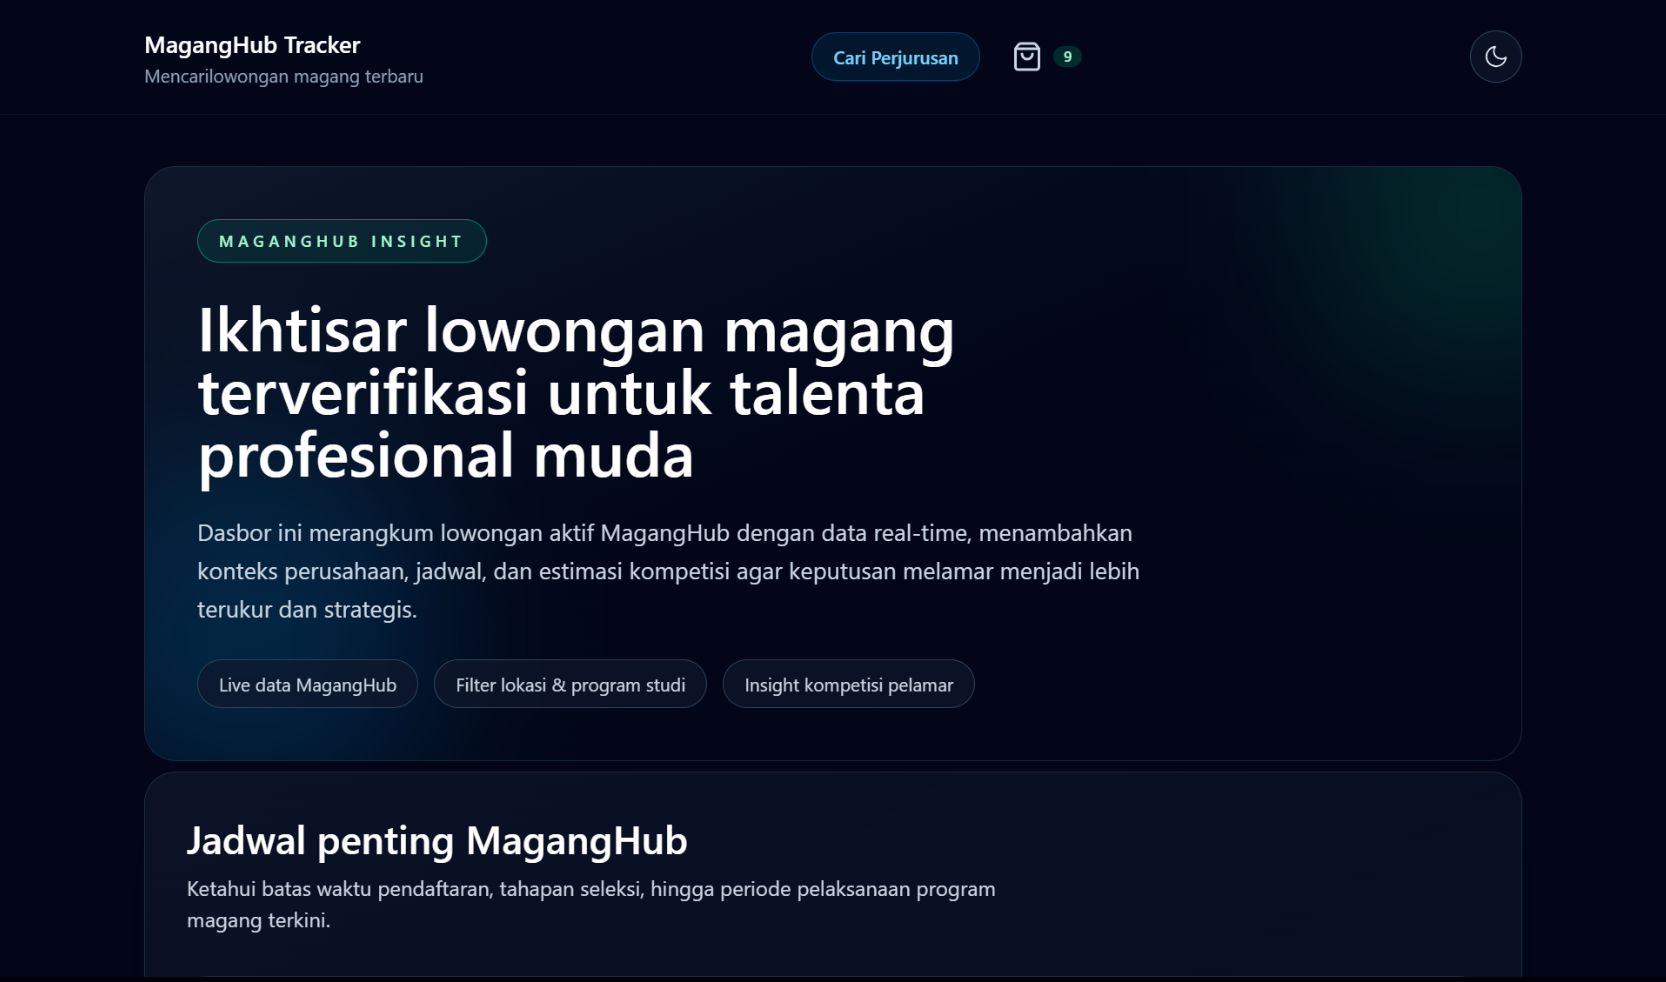 MagangHub Tracker
Mencarilowongan magang terbaru
Cari Perjurusan
9
MAGANGHUB INSIGHT
Ikhtisar lowongan magang
terverifikasi untuk talenta
profesional muda
Dasbor ini merangkum lowongan aktif MagangHub dengan data real-time, menambahkan
konteks perusahaan, jadwal, dan estimasi kompetisi agar keputusan melamar menjadi lebih
terukur dan strategis.
Live data MagangHub
Filter lokasi & program studi
Insight kompetisi pelamar
Jadwal penting MagangHub
Ketahui batas waktu pendaftaran, tahapan seleksi, hingga periode pelaksanaan program
magang terkini.